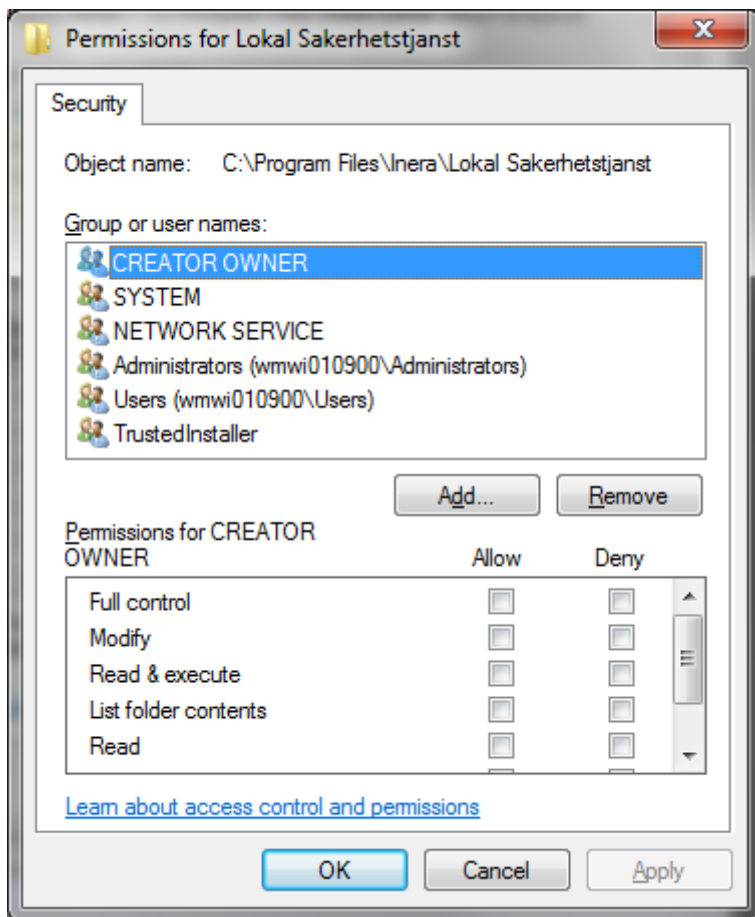 Permissions for Lokal Sakerhetstjanst
Security
Object name: C:\Program Files\Inera\Lokal Sakerhetstjanst
Group or user names:
CREATOR OWNER
SYSTEM
NETWORK SERVICE
Administrators (wmwi010900\Administrators)
Users (wmwi010900\Users)
TrustedInstaller
Add... Remove
Permissions for CREATOR
OWNER Allow Deny
Full control
Modify
Read & execute
List folder contents
Read
Learn about access control and permissions
OK Cancel Apply